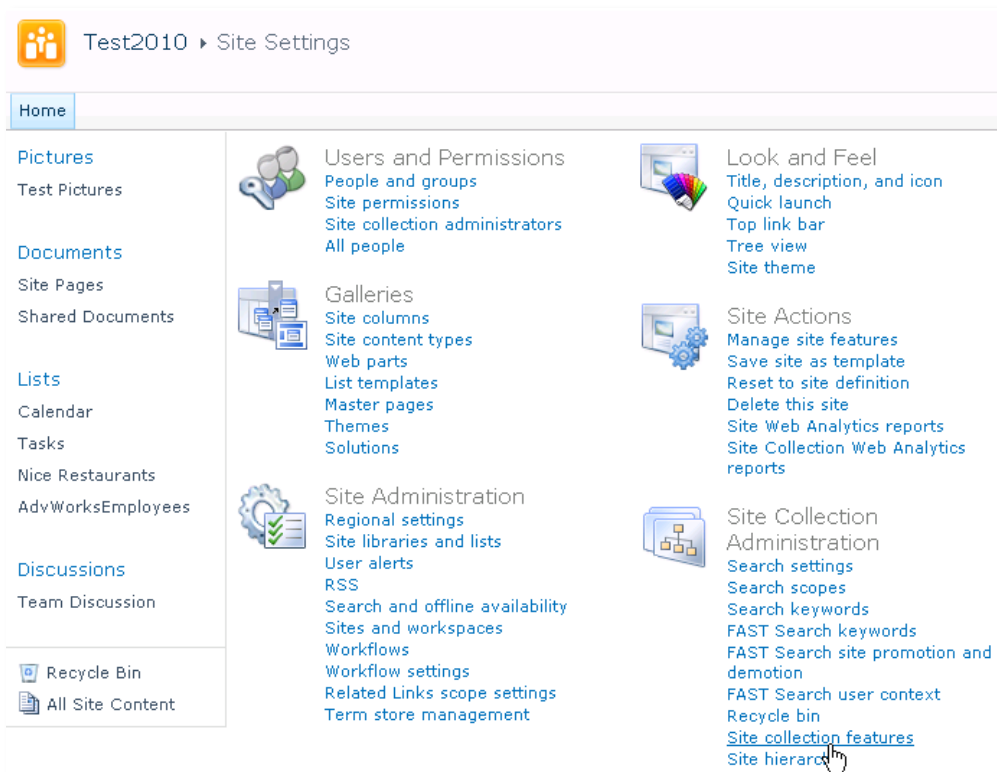 Test2010 ▸ Site Settings
Home
Pictures
Test Pictures
Documents
Site Pages
Shared Documents
Lists
Calendar
Tasks
Nice Restaurants
AdvWorksEmployees
Discussions
Team Discussion
Recycle Bin
All Site Content
Users and Permissions
People and groups
Site permissions
Site collection administrators
All people
Galleries
Site columns
Site content types
Web parts
List templates
Master pages
Themes
Solutions
Site Administration
Regional settings
Site libraries and lists
User alerts
RSS
Search and offline availability
Sites and workspaces
Workflows
Workflow settings
Related Links scope settings
Term store management
Look and Feel
Title, description, and icon
Quick launch
Top link bar
Tree view
Site theme
Site Actions
Manage site features
Save site as template
Reset to site definition
Delete this site
Site Web Analytics reports
Site Collection Web Analytics
reports
Site Collection
Administration
Search settings
Search scopes
Search keywords
FAST Search keywords
FAST Search site promotion and
demotion
FAST Search user context
Recycle bin
Site collection features
Site